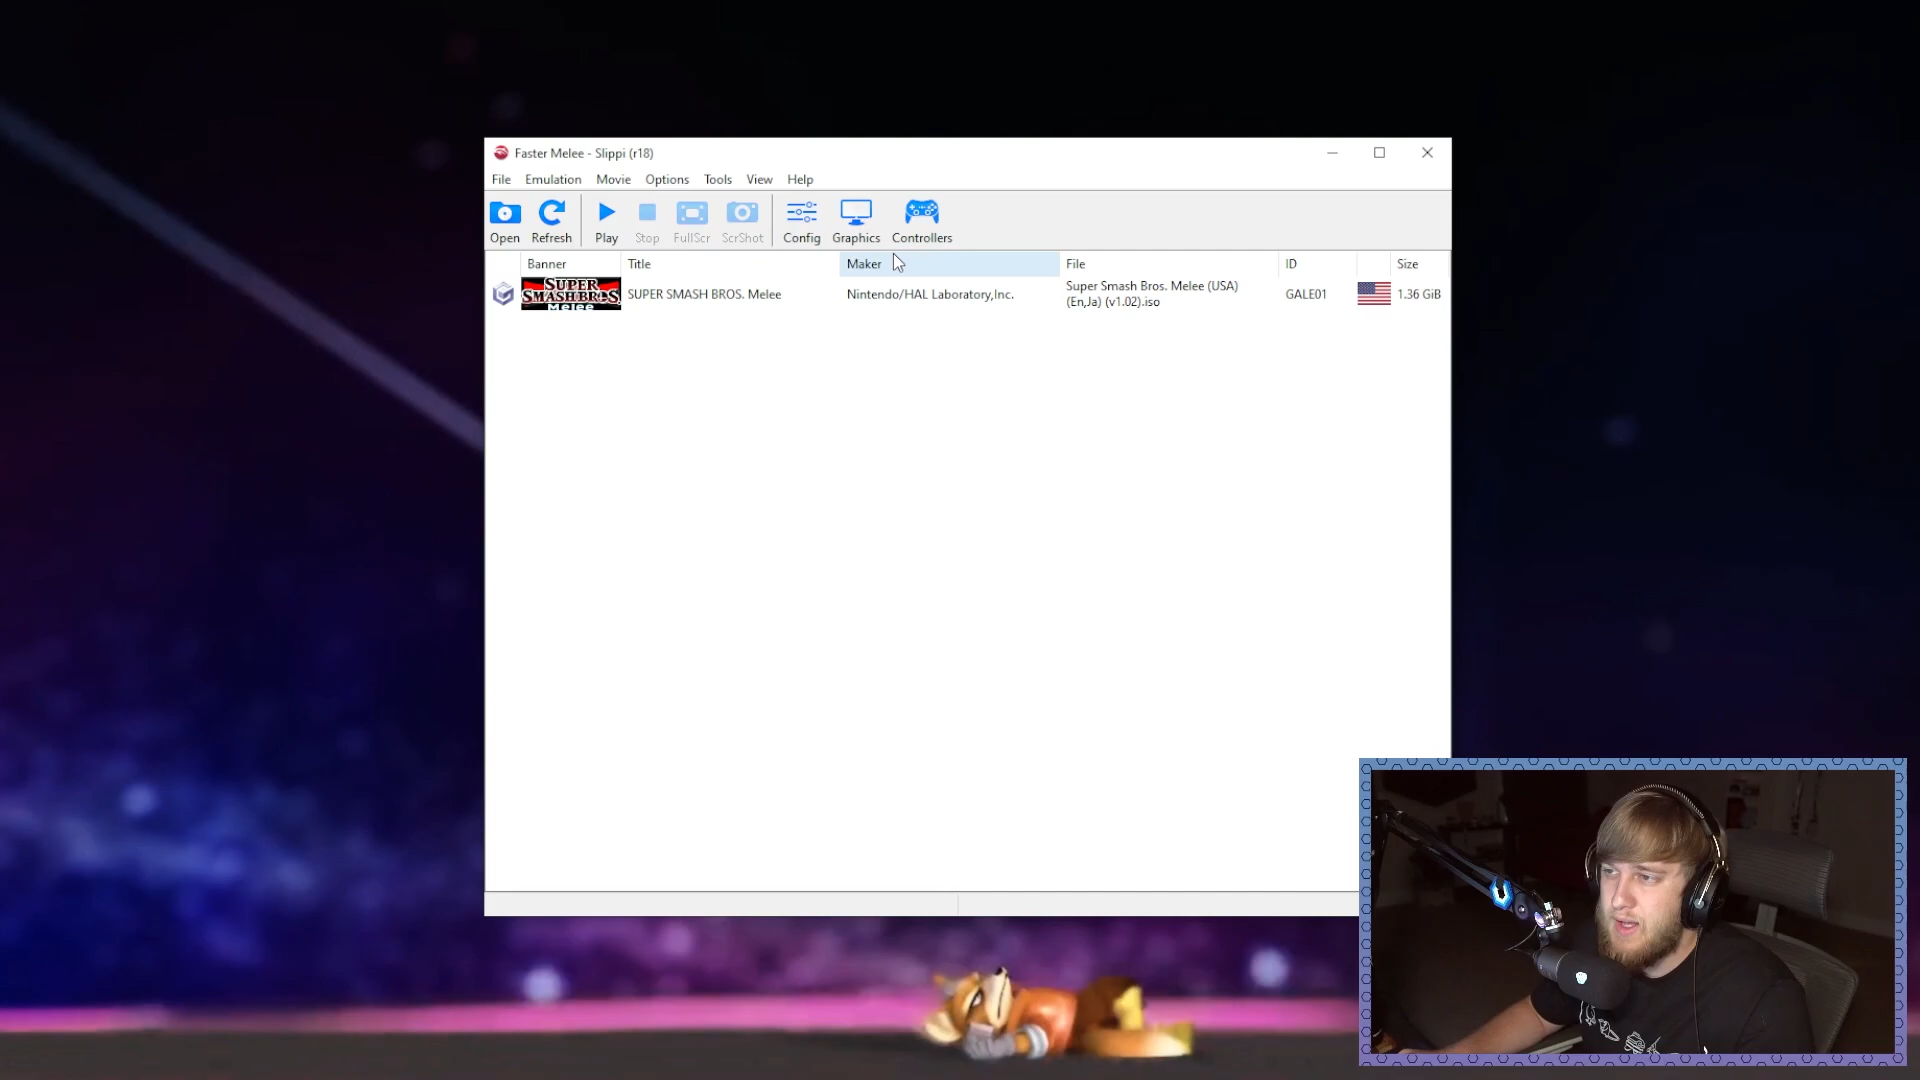 Faster Melee - Slippi (r18)
File Emulation Movie Options Tools View Help
Open Refresh Play Stop FullScr ScrShot Config Graphics Controllers
Banner Title Maker File ID Size
SUPER SMASH BROS. Melee SUPER SMASH BROS. Melee Nintendo/HAL Laboratory,Inc. Super Smash Bros. Melee (USA) GALE01 1.36 GiB
(En,Ja) (v1.02).iso